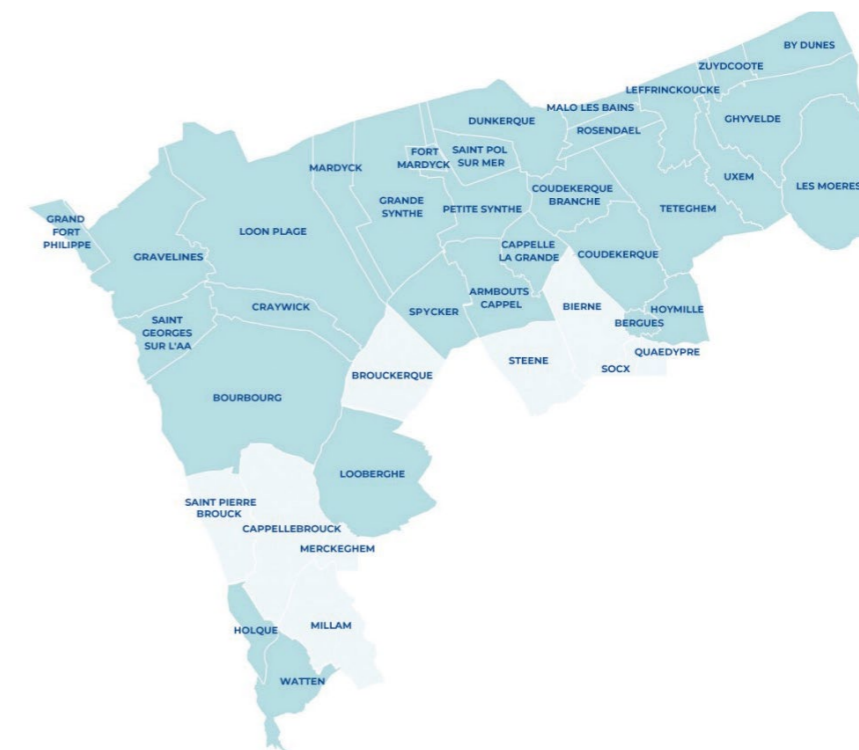 BY DUNES
ZUYDCOOTE
LEFFRINCKOUCKE
MALO LES BAINS
DUNKERQUE
GHYVELDE
ROSENDAEL
FORT
MARDYCK
SAINT POL
SUR MER
MARDYCK
UXEM
LES MOERES
COUDEKERQUE
BRANCHE
GRANDE
SYNTHE
PETITE SYNTHE
TETEGHEM
GRAND
FORT
PHILIPPE
LOON PLAGE
GRAVELINES
CAPPELLE
LA GRANDE
COUDEKERQUE
ARMBOUTS
CAPPEL
CRAYWICK
SPYCKER
BIERNE
HOYMILLE
BERGUES
SAINT
GEORGES
SUR L'AA
QUAEDYPRE
STEENE
SOCX
BROUCKERQUE
BOURBOURG
LOOBERGHE
SAINT PIERRE
BROUCK
CAPPELLEBROUCK
MERCKEGHEM
HOLQUE
MILLAM
WATTEN